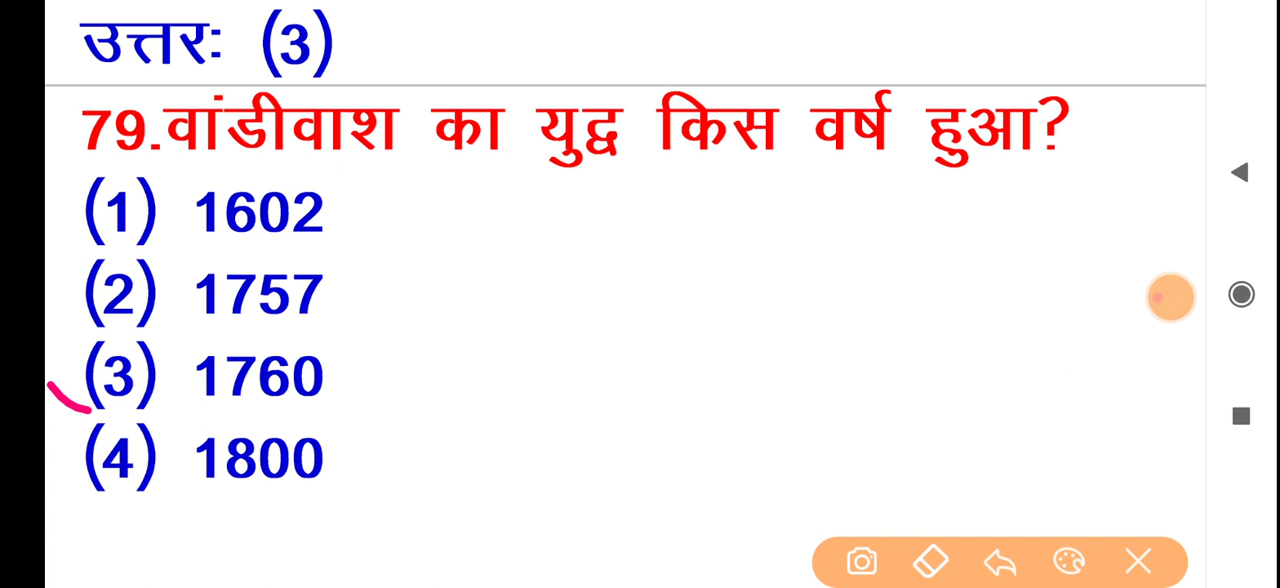 उत्तरः (3)
79.वांडीवाश का युद्व किस वर्ष हुआ?
(1) 1602
(2) 1757
(3) 1760
(4) 1800